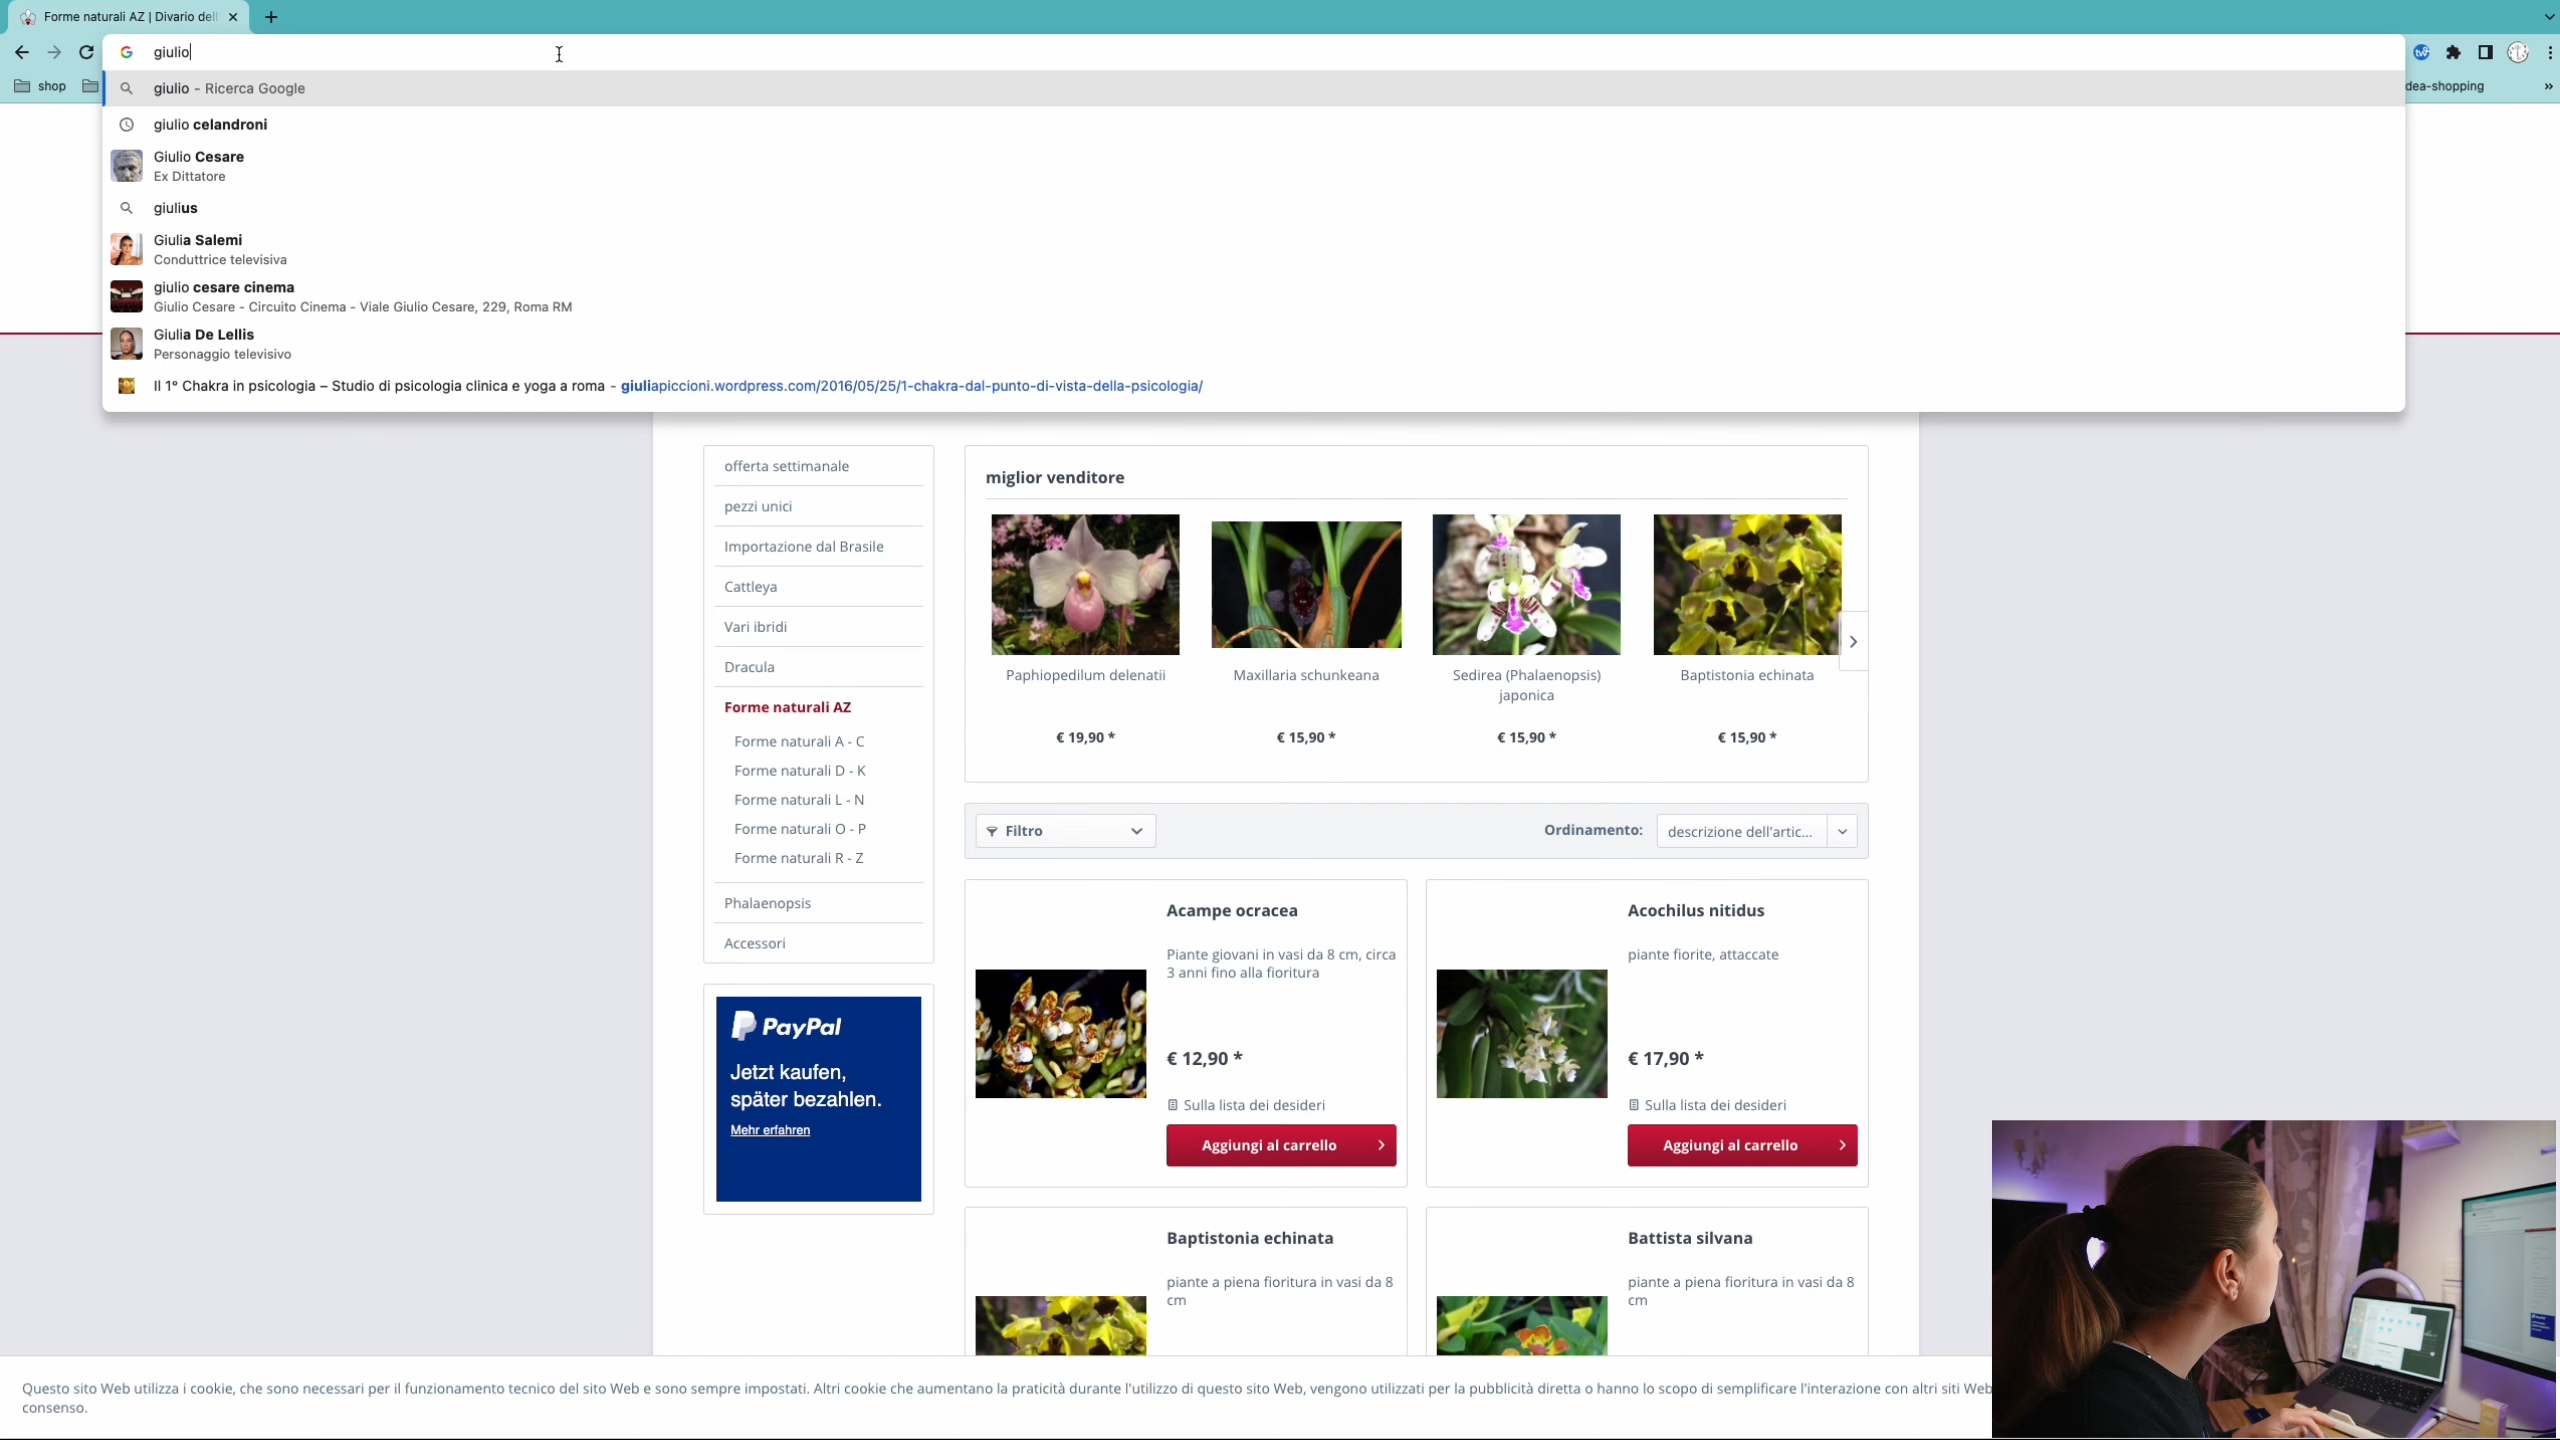 Forme naturali AZ | Divario dell
giulio
shop
dea-shopping
»
giulio - Ricerca Google
giulio celandroni
Giulio Cesare
Ex Dittatore
giulius
Giulia Salemi
Conduttrice televisiva
giulio cesare cinema
Giulio Cesare - Circuito Cinema - Viale Giulio Cesare, 229, Roma RM
Giulia De Lellis
Personaggio televisivo
Il 1° Chakra in psicologia – Studio di psicologia clinica e yoga a roma - giuliapiccioni.wordpress.com/2016/05/25/1-chakra-dal-punto-di-vista-della-psicologia/
offerta settimanale
pezzi unici
Importazione dal Brasile
Cattleya
Vari ibridi
Dracula
Forme naturali AZ
Forme naturali A - C
Forme naturali D - K
Forme naturali L - N
Forme naturali O - P
Forme naturali R - Z
Phalaenopsis
Accessori
PayPal
Jetzt kaufen,
später bezahlen.
Mehr erfahren
miglior venditore
Paphiopedilum delenatii
€ 19,90 *
Maxillaria schunkeana
€ 15,90 *
Sedirea (Phalaenopsis)
japonica
€ 15,90 *
Baptistonia echinata
€ 15,90 *
Filtro
Ordinamento:
descrizione dell'artic...
Acampe ocracea
Piante giovani in vasi da 8 cm, circa
3 anni fino alla fioritura
€ 12,90 *
Sulla lista dei desideri
Aggiungi al carrello
Acochilus nitidus
piante fiorite, attaccate
€ 17,90 *
Sulla lista dei desideri
Aggiungi al carrello
Baptistonia echinata
piante a piena fioritura in vasi da 8
cm
Battista silvana
piante a piena fioritura in vasi da 8
cm
Questo sito Web utilizza i cookie, che sono necessari per il funzionamento tecnico del sito Web e sono sempre impostati. Altri cookie che aumentano la praticità durante l'utilizzo di questo sito Web, vengono utilizzati per la pubblicità diretta o hanno lo scopo di semplificare l'interazione con altri siti Web
consenso.